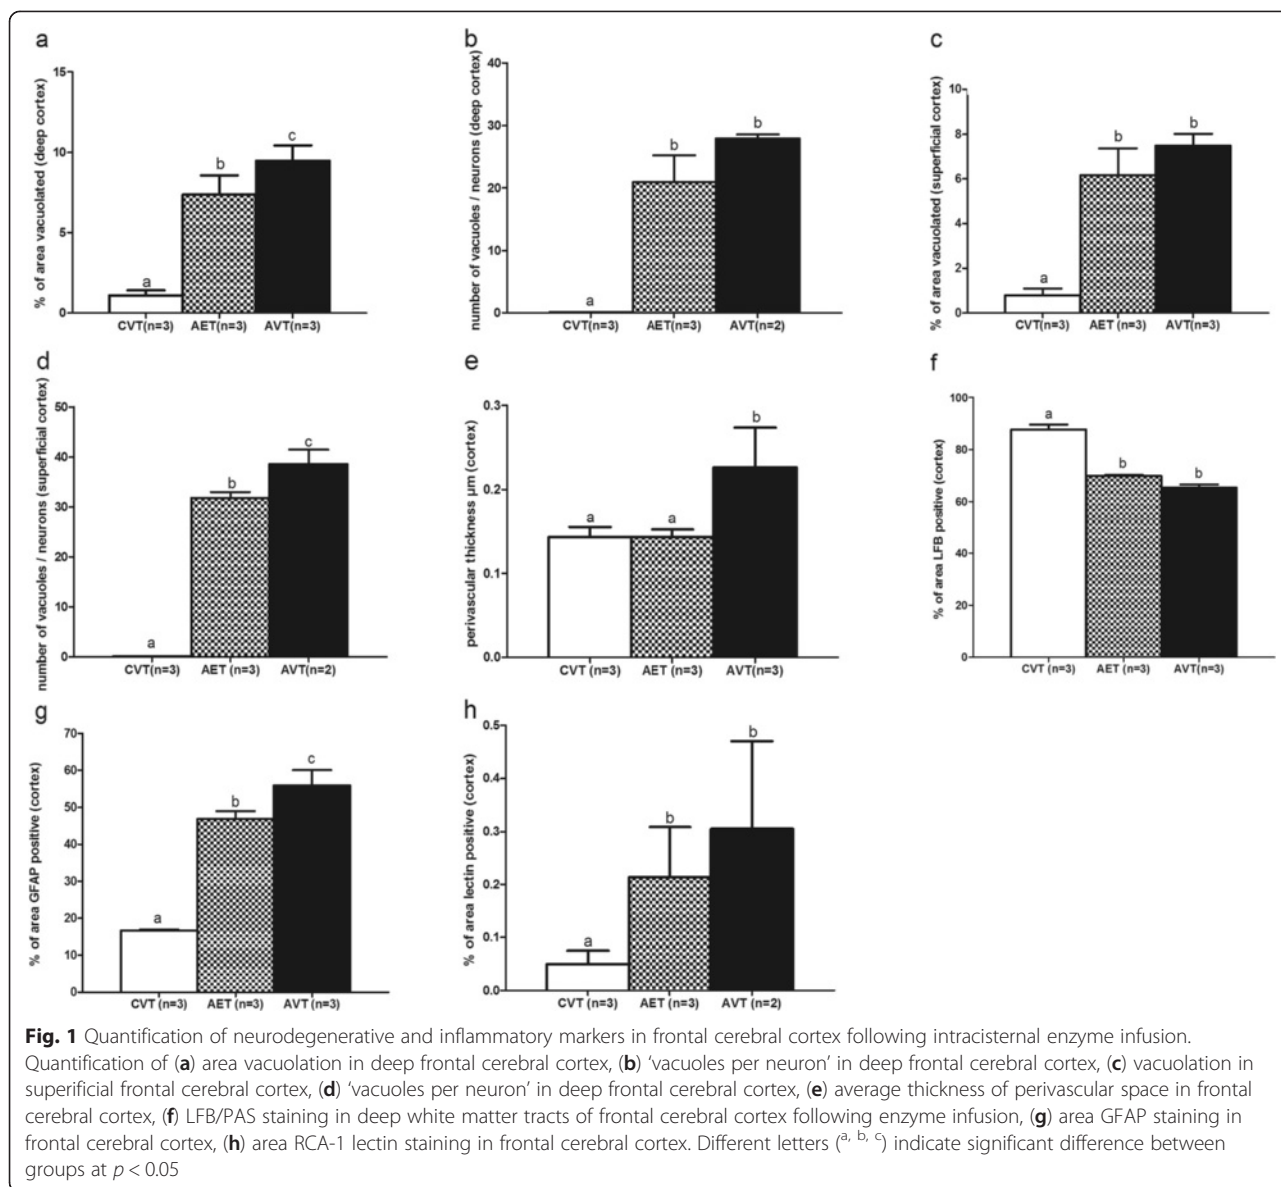 a
% of area vacuolated (deep cortex)
15
10
5
0
a
b
c
CVT(n=3) AET(n=3) AVT(n=3)
b
number of vacuoles / neurons (deep cortex)
40
30
20
10
0
a
b
b
CVT(n=3) AET(n=3) AVT(n=2)
c
% of area vacuolated (superficial cortex)
10
8
6
4
2
0
a
b
b
CVT(n=3) AET (n=3) AVT(n=3)
d
number of vacuoles / neurons (superficial cortex)
50
40
30
20
10
0
a
b
c
CVT(n=3) AET (n=3) AVT(n=2)
e
perivascular thickness µm (cortex)
0.3
0.2
0.1
0.0
a
a
b
CVT (n=3) AET (n=3) AVT(n=3)
f
% of area LFB positive (cortex)
100
80
60
40
20
0
a
b
b
CVT(n=3) AET (n=3) AVT(n=3)
g
% of area GFAP positive (cortex)
70
60
50
40
30
20
10
0
a
b
c
CVT (n=3) AET (n=3) AVT(n=3)
h
% of area lectin positive (cortex)
0.5
0.4
0.3
0.2
0.1
0.0
a
b
b
CVT (n=3) AET(n=3) AVT (n=2)
Fig. 1 Quantification of neurodegenerative and inflammatory markers in frontal cerebral cortex following intracisternal enzyme infusion.
Quantification of (a) area vacuolation in deep frontal cerebral cortex, (b) ‘vacuoles per neuron’ in deep frontal cerebral cortex, (c) vacuolation in
superificial frontal cerebral cortex, (d) ‘vacuoles per neuron’ in deep frontal cerebral cortex, (e) average thickness of perivascular space in frontal
cerebral cortex, (f) LFB/PAS staining in deep white matter tracts of frontal cerebral cortex following enzyme infusion, (g) area GFAP staining in
frontal cerebral cortex, (h) area RCA-1 lectin staining in frontal cerebral cortex. Different letters (a, b, c) indicate significant difference between
groups at p < 0.05